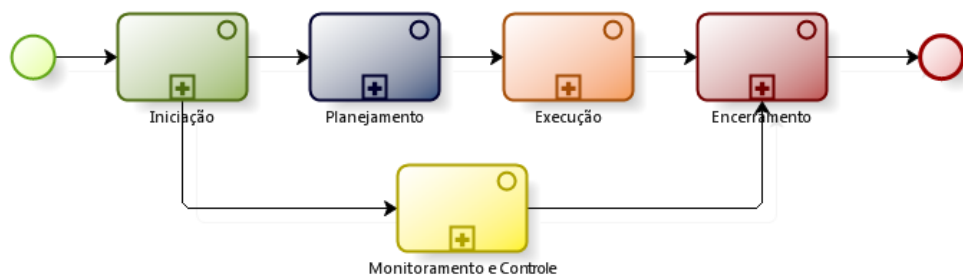 Iniciação
Planejamento
Execução
Encerramento
Monitoramento e Controle